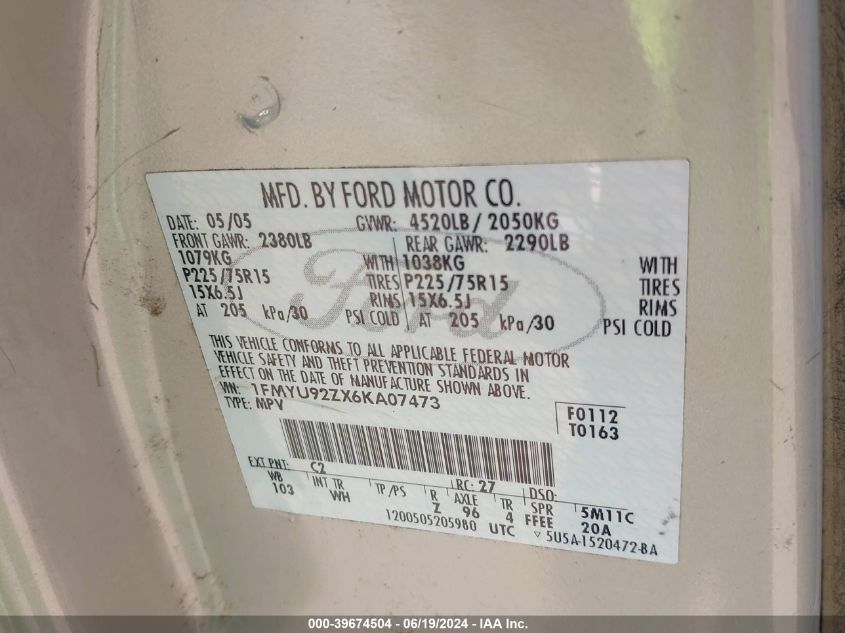 MFD. BY FORD MOTOR CO.
DATE: 05/05 GVWR: 4520LB/ 2050KG
FRONT GAWR: 2380LB REAR GAWR: 2290LB
1079KG WITH 1038KG WITH
P225/75R15 TIRES P225/75R15 TIRES
15X6.5J RIMS 15X6.5J RIMS
AT 205 kPa/30 PSI COLD AT 205 kPa/30 PSI COLD
Ford
THIS VEHICLE CONFORMS TO ALL APPLICABLE FEDERAL MOTOR
VEHICLE SAFETY AND THEFT PREVENTION STANDARDS IN
EFFECT ON THE DATE OF MANUFACTURE SHOWN ABOVE.
VIN: 1FMYU92ZX6KA07473
TYPE: MPV
F0112
T0163
EXT PNT: C2 RC: 27 DSO:
WB INT TR TP/PS R AXLE TR SPR 5M11C
103 WH Z 96 4 FFEE 20A
1200505205980 UTC ▽ 5U5A-1520472-BA
000-39674504 - 06/19/2024 - IAA Inc.